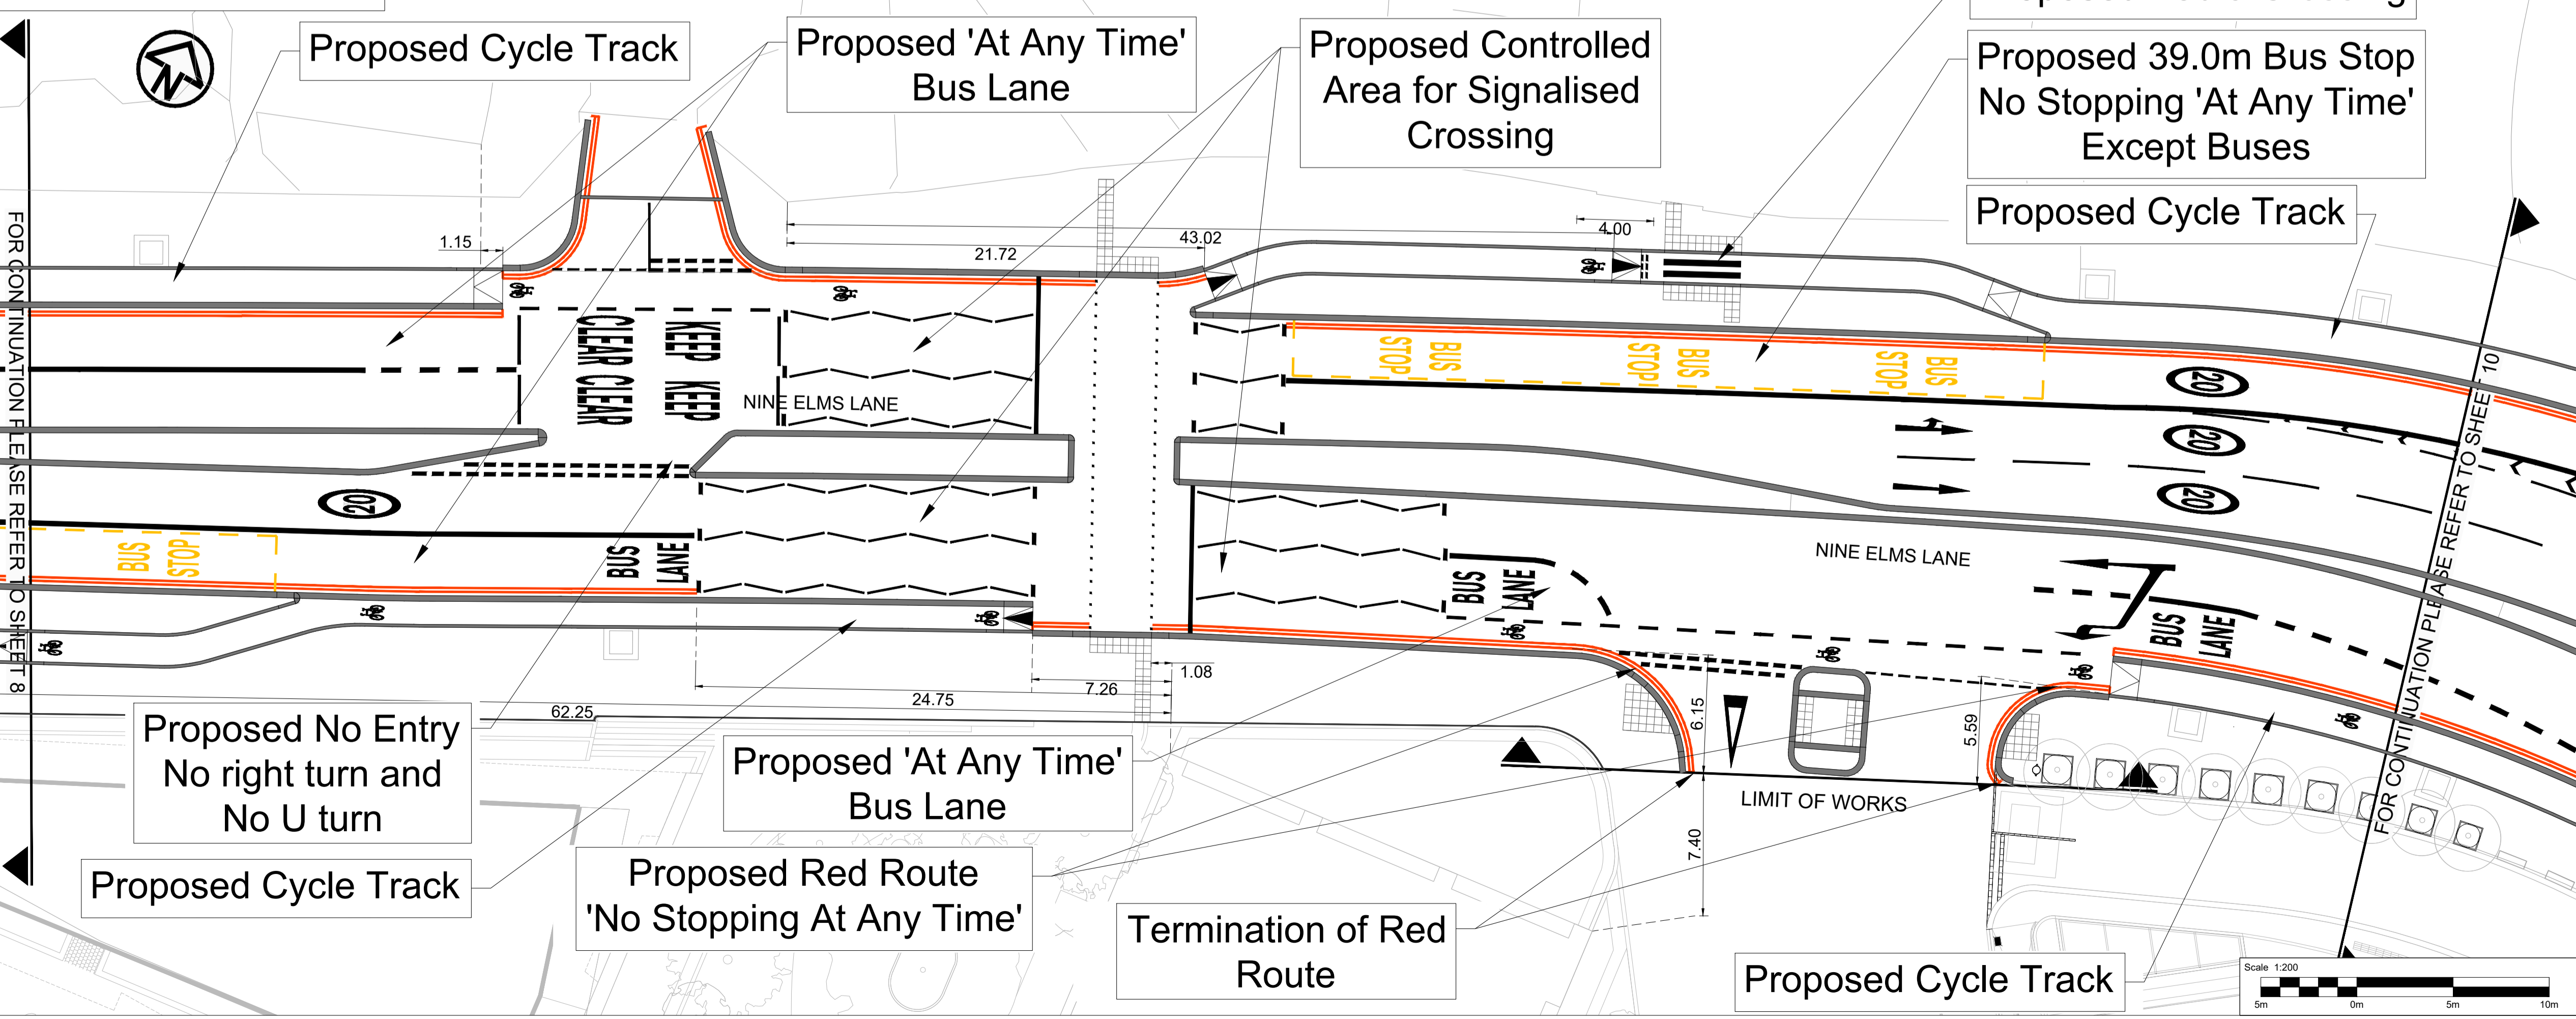 Proposed Cycle Track
Proposed 'At Any Time'
Bus Lane
Proposed Controlled
Area for Signalised
Crossing
Proposed 39.0m Bus Stop
No Stopping 'At Any Time'
Except Buses
Proposed Cycle Track
N
FOR CONTINUATION PLEASE REFER TO SHEET 8
1.15
21.72
43.02
4.00
KEEP
CLEAR
KEEP
CLEAR
NINE ELMS LANE
BUS
STOP
BUS
STOP
BUS
STOP
20
20
20
20
BUS
STOP
BUS
LANE
BUS
LANE
NINE ELMS LANE
BUS
LANE
FOR CONTINUATION PLEASE REFER TO SHEET 10
1.08
7.26
24.75
62.25
6.15
5.59
7.40
LIMIT OF WORKS
Proposed No Entry
No right turn and
No U turn
Proposed 'At Any Time'
Bus Lane
Proposed Cycle Track
Proposed Red Route
'No Stopping At Any Time'
Termination of Red
Route
Proposed Cycle Track
Scale 1:200
5m 0m 5m 10m